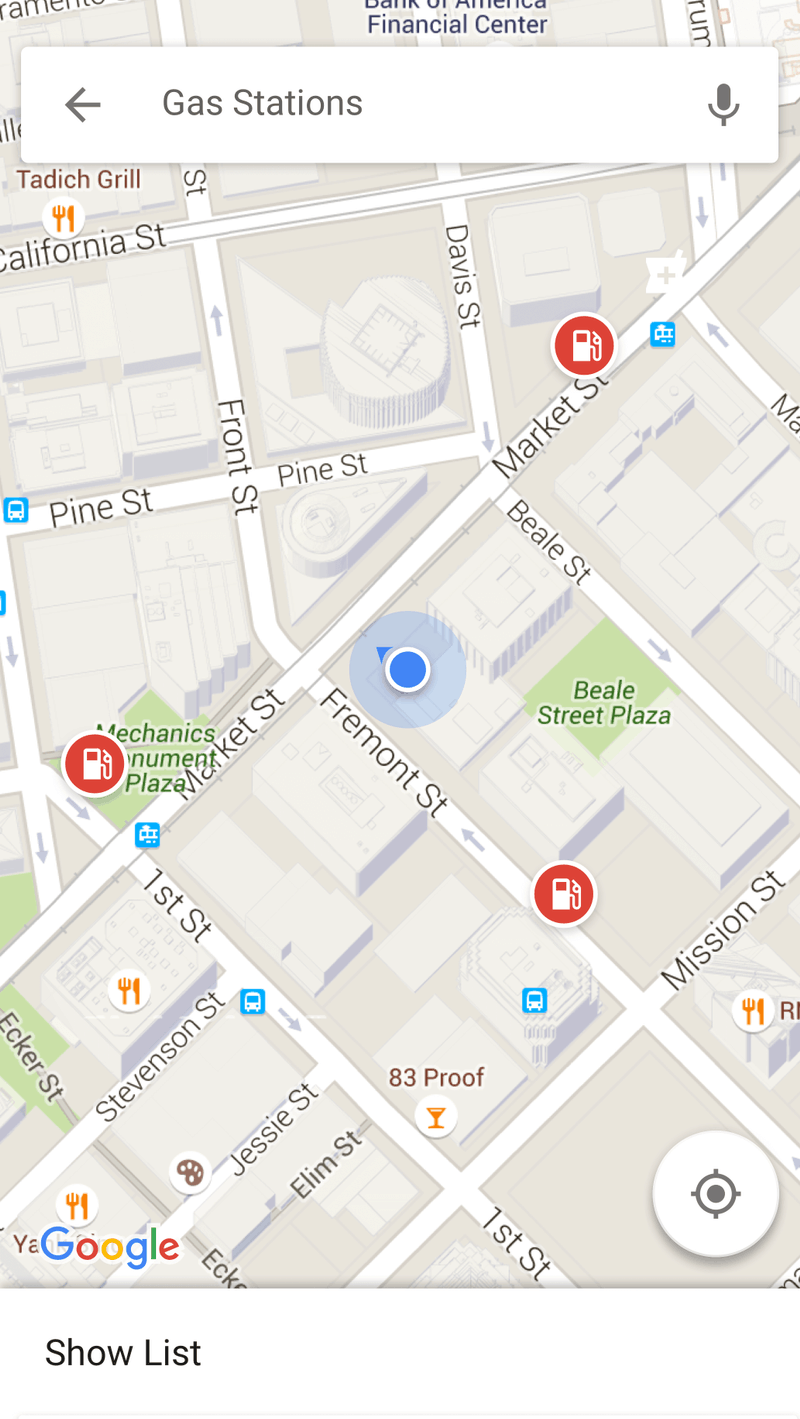 Bank of America
Financial Center
Gas Stations
Tadich Grill
St
California St
Davis St
Market St
Front St
Pine St
Pine St
Beale St
Beale
Street Plaza
Mechanics
Plaza
Market St
Fremont St
1st St
Mission St
Stevenson St
Ecker St
83 Proof
Jessie St
Elim St
1st St
Google
Show List